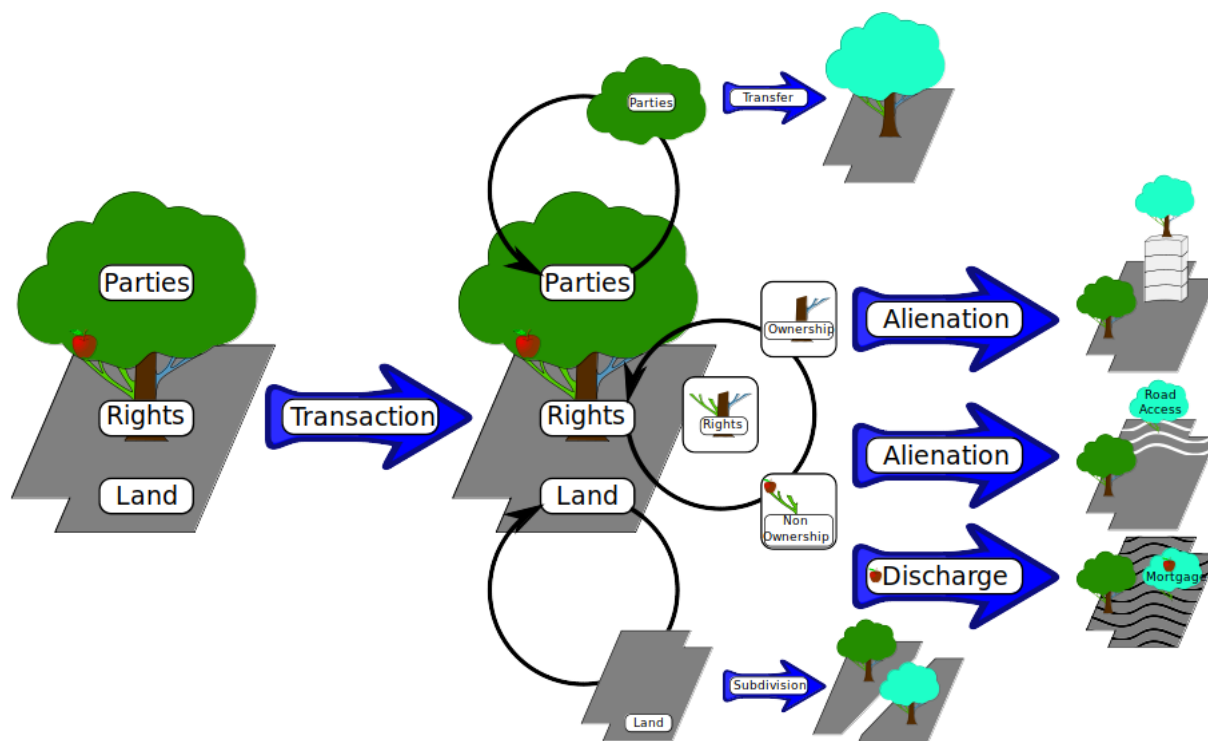 Parties
Rights
Land
Transaction
Parties
Transfer
Parties
Rights
Land
Ownership
Rights
Non
Ownership
Alienation
Alienation
Road
Access
Discharge
Mortgage
Land
Subdivision